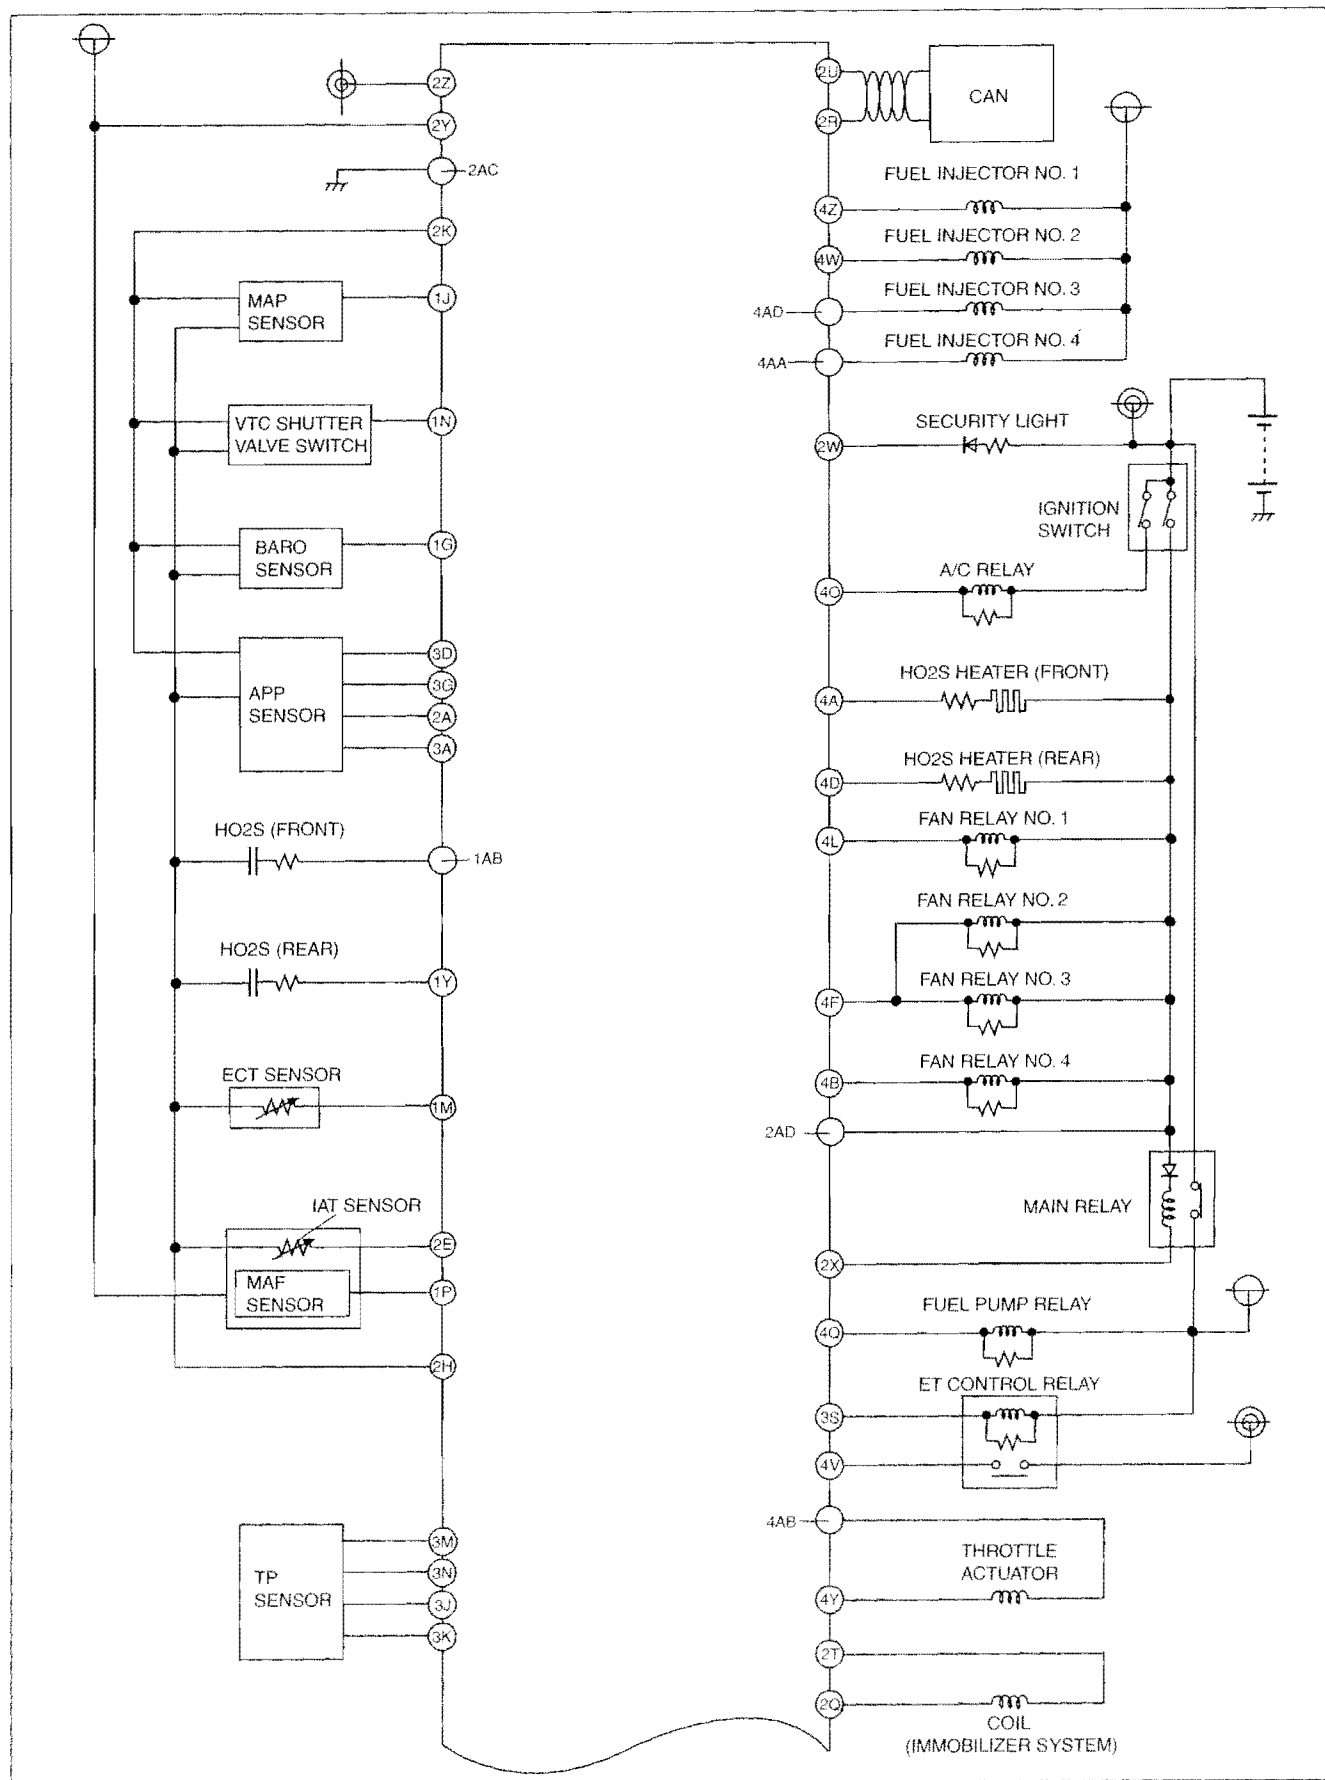 2Z
2Y
2AC
2K
MAP
SENSOR
1J
VTC SHUTTER
VALVE SWITCH
1N
BARO
SENSOR
1G
APP
SENSOR
3D
3G
2A
3A
HO2S (FRONT)
1AB
HO2S (REAR)
1Y
ECT SENSOR
1M
IAT SENSOR
2E
MAF
SENSOR
1P
2H
TP
SENSOR
3M
3N
3J
3K
2U
2R
CAN
FUEL INJECTOR NO. 1
4Z
FUEL INJECTOR NO. 2
4W
FUEL INJECTOR NO. 3
4AD
FUEL INJECTOR NO. 4
4AA
SECURITY LIGHT
2W
IGNITION
SWITCH
A/C RELAY
4O
HO2S HEATER (FRONT)
4A
HO2S HEATER (REAR)
4D
FAN RELAY NO. 1
4L
FAN RELAY NO. 2
FAN RELAY NO. 3
4F
FAN RELAY NO. 4
4B
2AD
MAIN RELAY
2X
FUEL PUMP RELAY
4Q
ET CONTROL RELAY
3S
4V
4AB
THROTTLE
ACTUATOR
4Y
2T
2Q
COIL
(IMMOBILIZER SYSTEM)